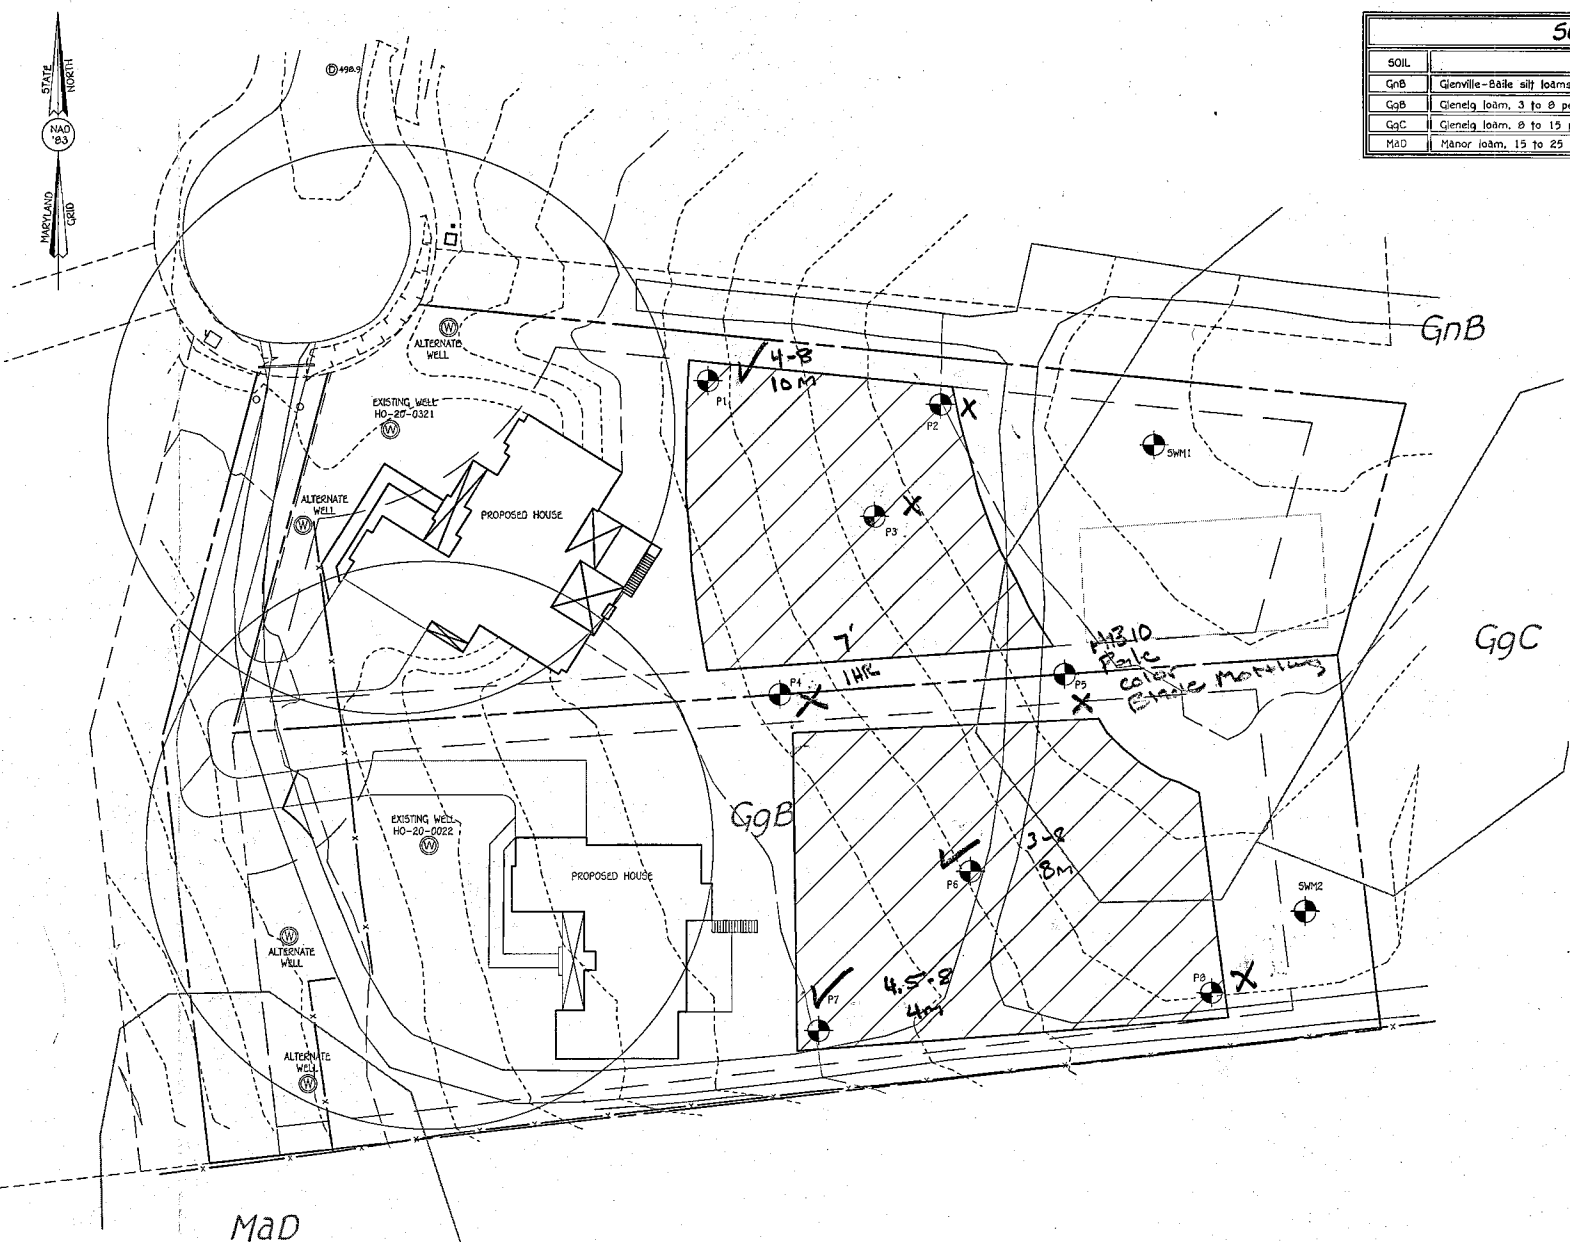 STATE
NORTH
NAD
'83
MARYLAND
GRID
498.9
SOIL
GnB Glenville-Baile silt loams
GgB Glenelg loam, 3 to 8
GgC Glenelg loam, 8 to 15
MaD Manor loam, 15 to 25
GnB
W
ALTERNATE
WELL
✓ 4-8
10m
P1
EXISTING WELL
HO-20-0321
W
P2 X
SWM1
ALTERNATE
WELL
W
PROPOSED HOUSE
P3 X
GgC
7'
1HR
Pale
color
Mottling
P4 X
P5
X
GgB
EXISTING WELL
HO-20-0022
W
PROPOSED HOUSE
3-8
8m
✓
P6
SWM2
W
ALTERNATE
WELL
✓ P7
4.5-8
4m
P8 X
ALTERNATE
WELL
W
MaD